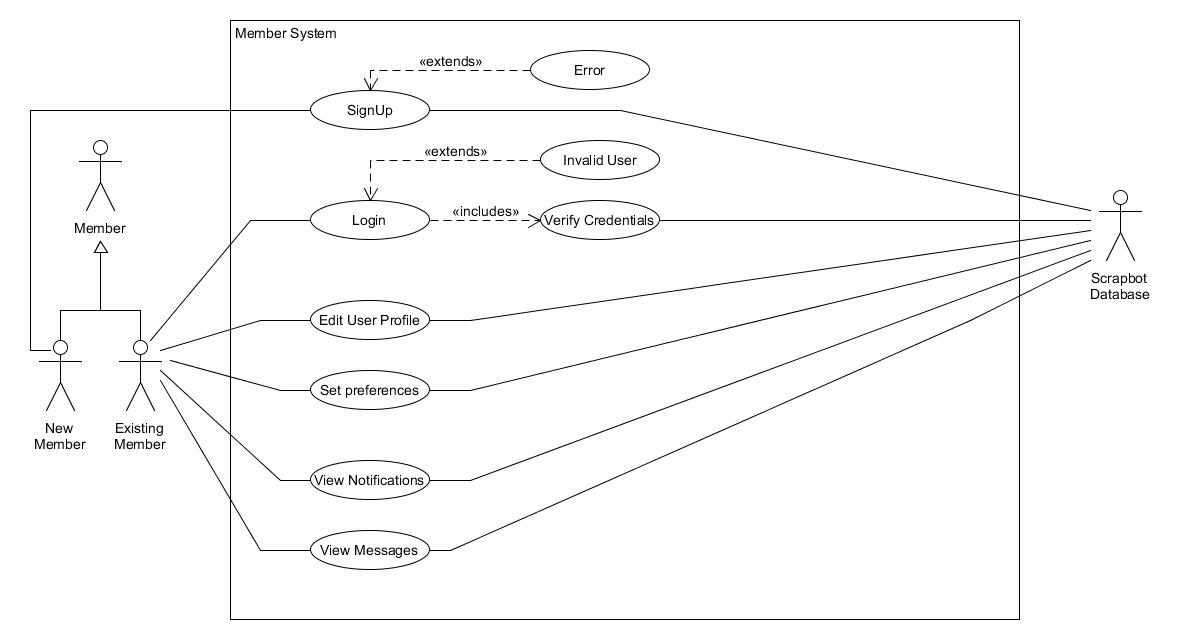 Member System
«extends»
Error
SignUp
«extends»
Invalid User
Member
Login
«includes»
Verify Credentials
Scrapbot
Database
Edit User Profile
Set preferences
New
Member
Existing
Member
View Notifications
View Messages